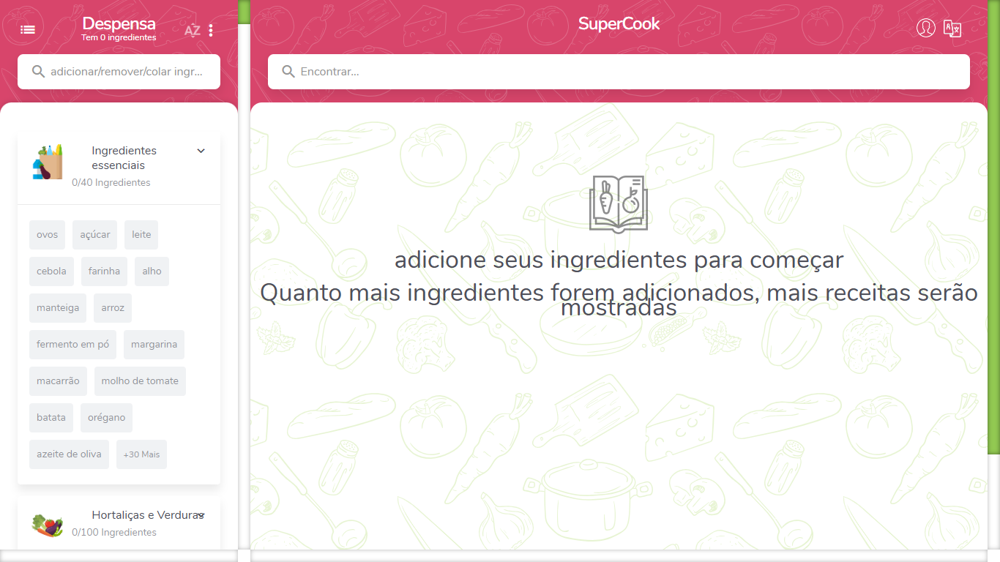 Despensa
Tem 0 ingredientes
AZ
adicionar/remover/colar ingr...
Ingredientes
essenciais
0/40 Ingredientes
ovos
açúcar
leite
cebola
farinha
alho
manteiga
arroz
fermento em pó
margarina
macarrão
molho de tomate
batata
orégano
azeite de oliva
+30 Mais
Hortaliças e Verduras
0/100 Ingredientes
SuperCook
A
文
Encontrar...
adicione seus ingredientes para começar
Quanto mais ingredientes forem adicionados, mais receitas serão
mostradas